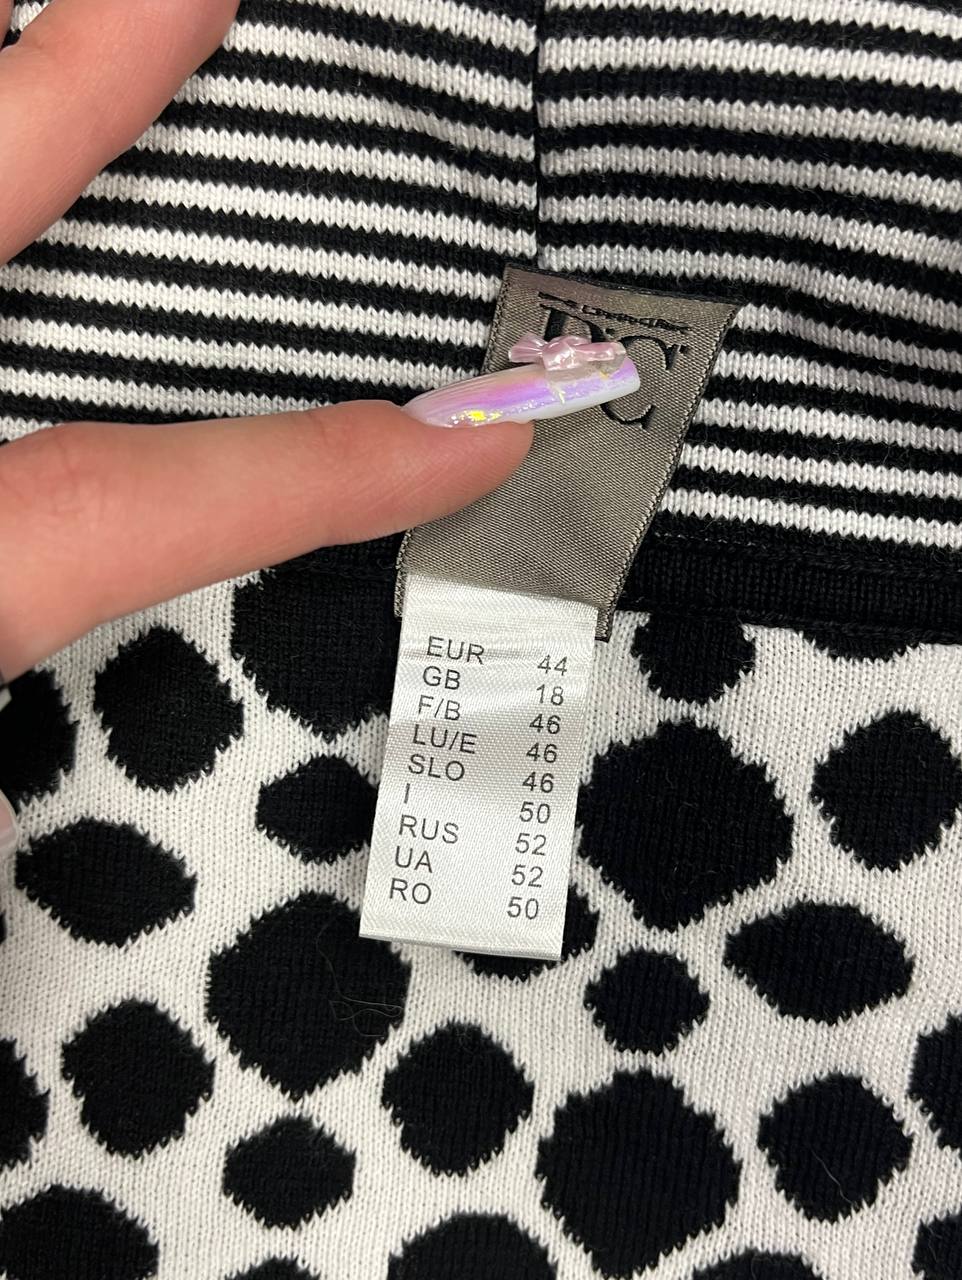 EUR 44
GB 18
F/B 46
LU/E 46
SLO 46
I 50
RUS 52
UA 52
RO 50